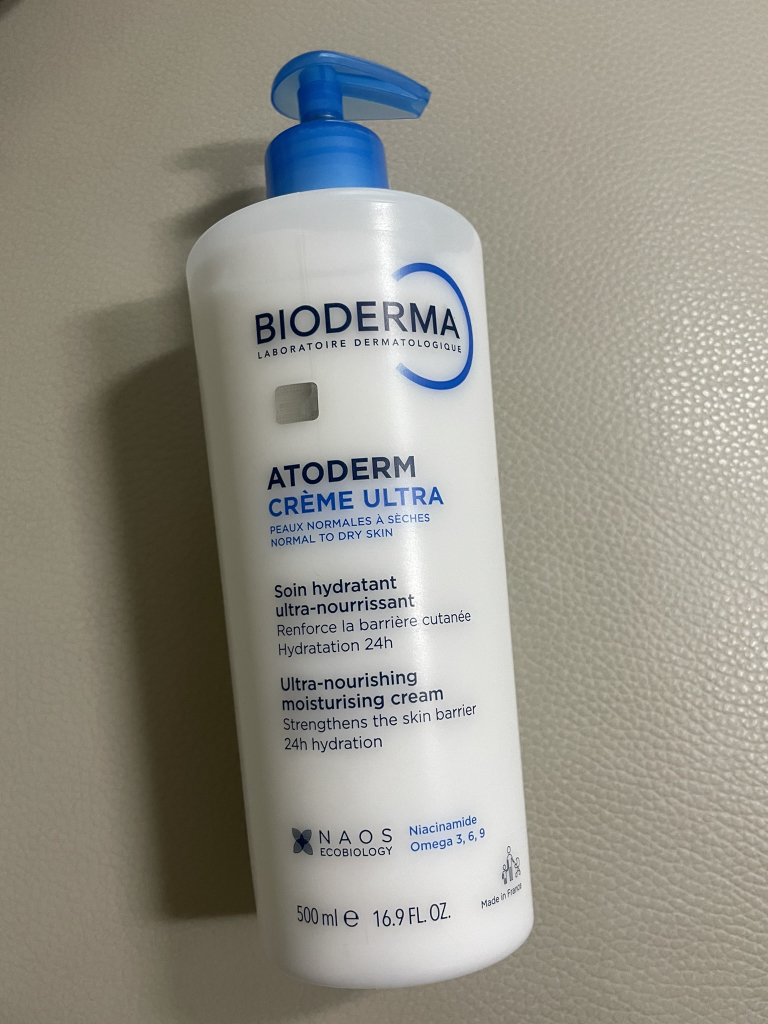 BIODERMA
LABORATOIRE DERMATOLOGIQUE
ATODERM
CRÈME ULTRA
PEAUX NORMALES À SÈCHES
NORMAL TO DRY SKIN
Soin hydratant
ultra-nourrissant
Renforce la barrière cutanée
Hydratation 24h
Ultra-nourishing
moisturising cream
Strengthens the skin barrier
24h hydration
NAOS
ECOBIOLOGY
Niacinamide
Omega 3, 6, 9
Made in France
500 ml ℮ 16.9 FL. OZ.